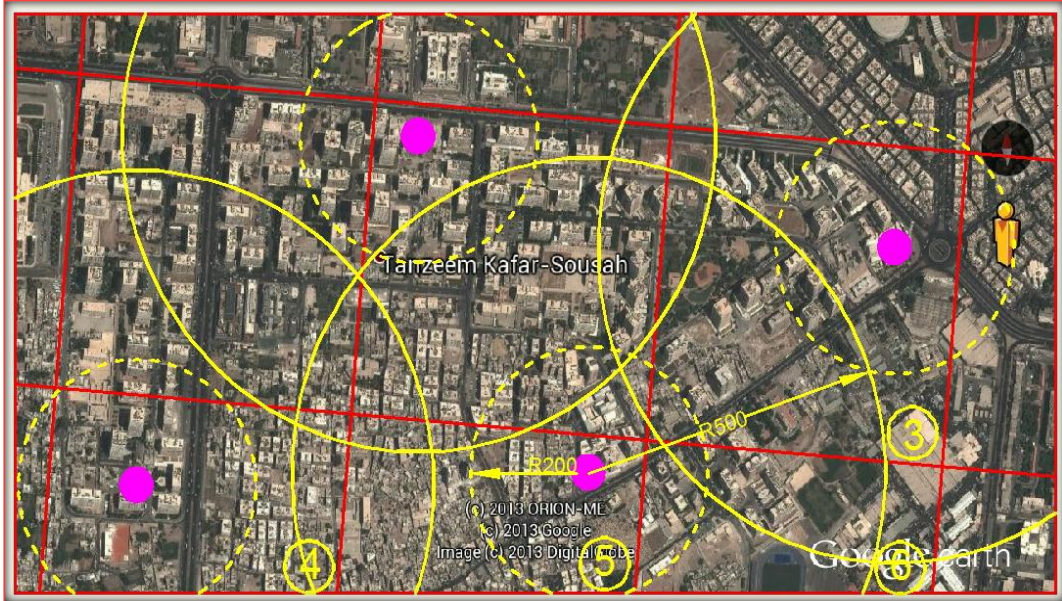 Tanzeem Kafar-Sousah
R500
3
R200
(c) 2013 ORION-ME
(c) 2013 Google
Image (c) 2013 DigitalGlobe
4
5
6
Google earth